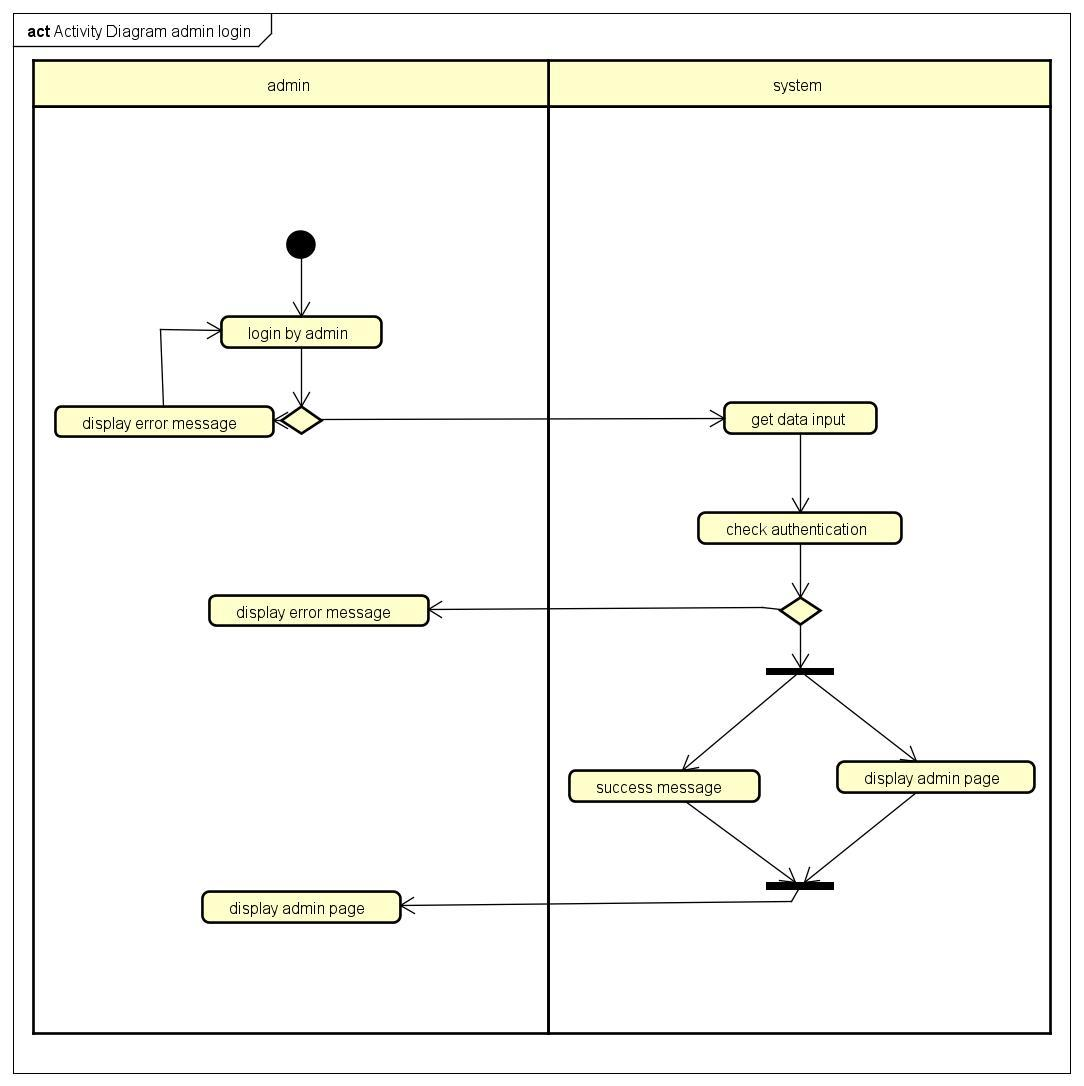 act Activity Diagram admin login
admin
system
login by admin
display error message
get data input
check authentication
display error message
success message
display admin page
display admin page